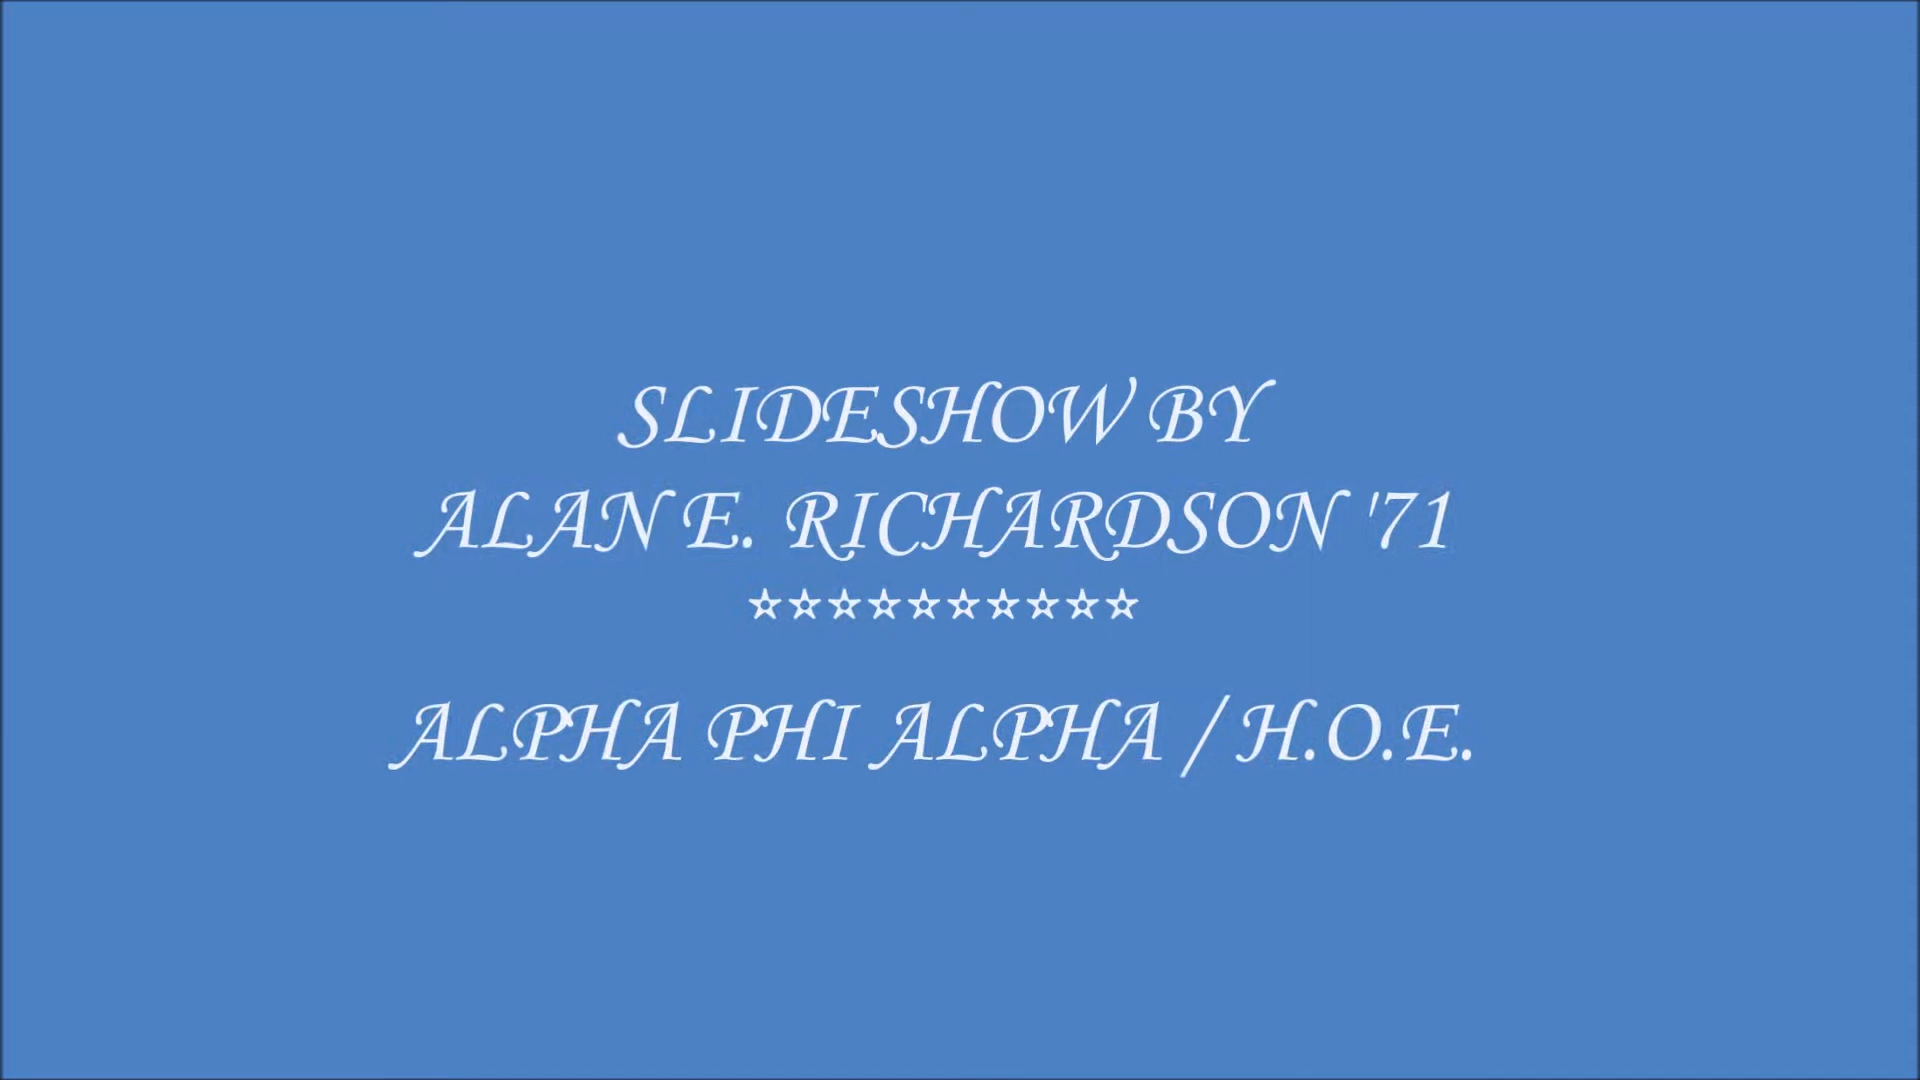 SLIDESHOW BY
ALAN E. RICHARDSON '71
☆☆☆☆☆☆☆☆☆☆
ALPHA PHI ALPHA / H.O.E.